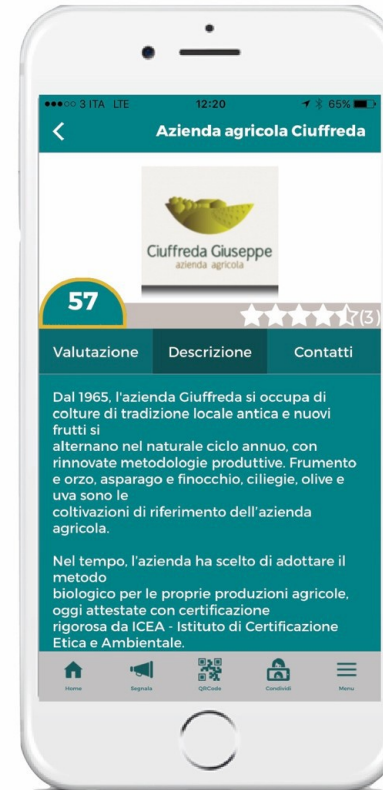 3 ITA LTE 12:20 65%
Azienda agricola Ciuffreda
Ciuffreda Giuseppe
azienda agricola
57
(3)
Valutazione Descrizione Contatti
Dal 1965, l'azienda Giuffreda si occupa di
colture di tradizione locale antica e nuovi
frutti si
alternano nel naturale ciclo annuo, con
rinnovate metodologie produttive. Frumento
e orzo, asparago e finocchio, ciliegie, olive e
uva sono le
coltivazioni di riferimento dell'azienda
agricola.
Nel tempo, l'azienda ha scelto di adottare il
metodo
biologico per le proprie produzioni agricole,
oggi attestate con certificazione
rigorosa da ICEA - Istituto di Certificazione
Etica e Ambientale.
Home Segnala QRCode Condividi Menu